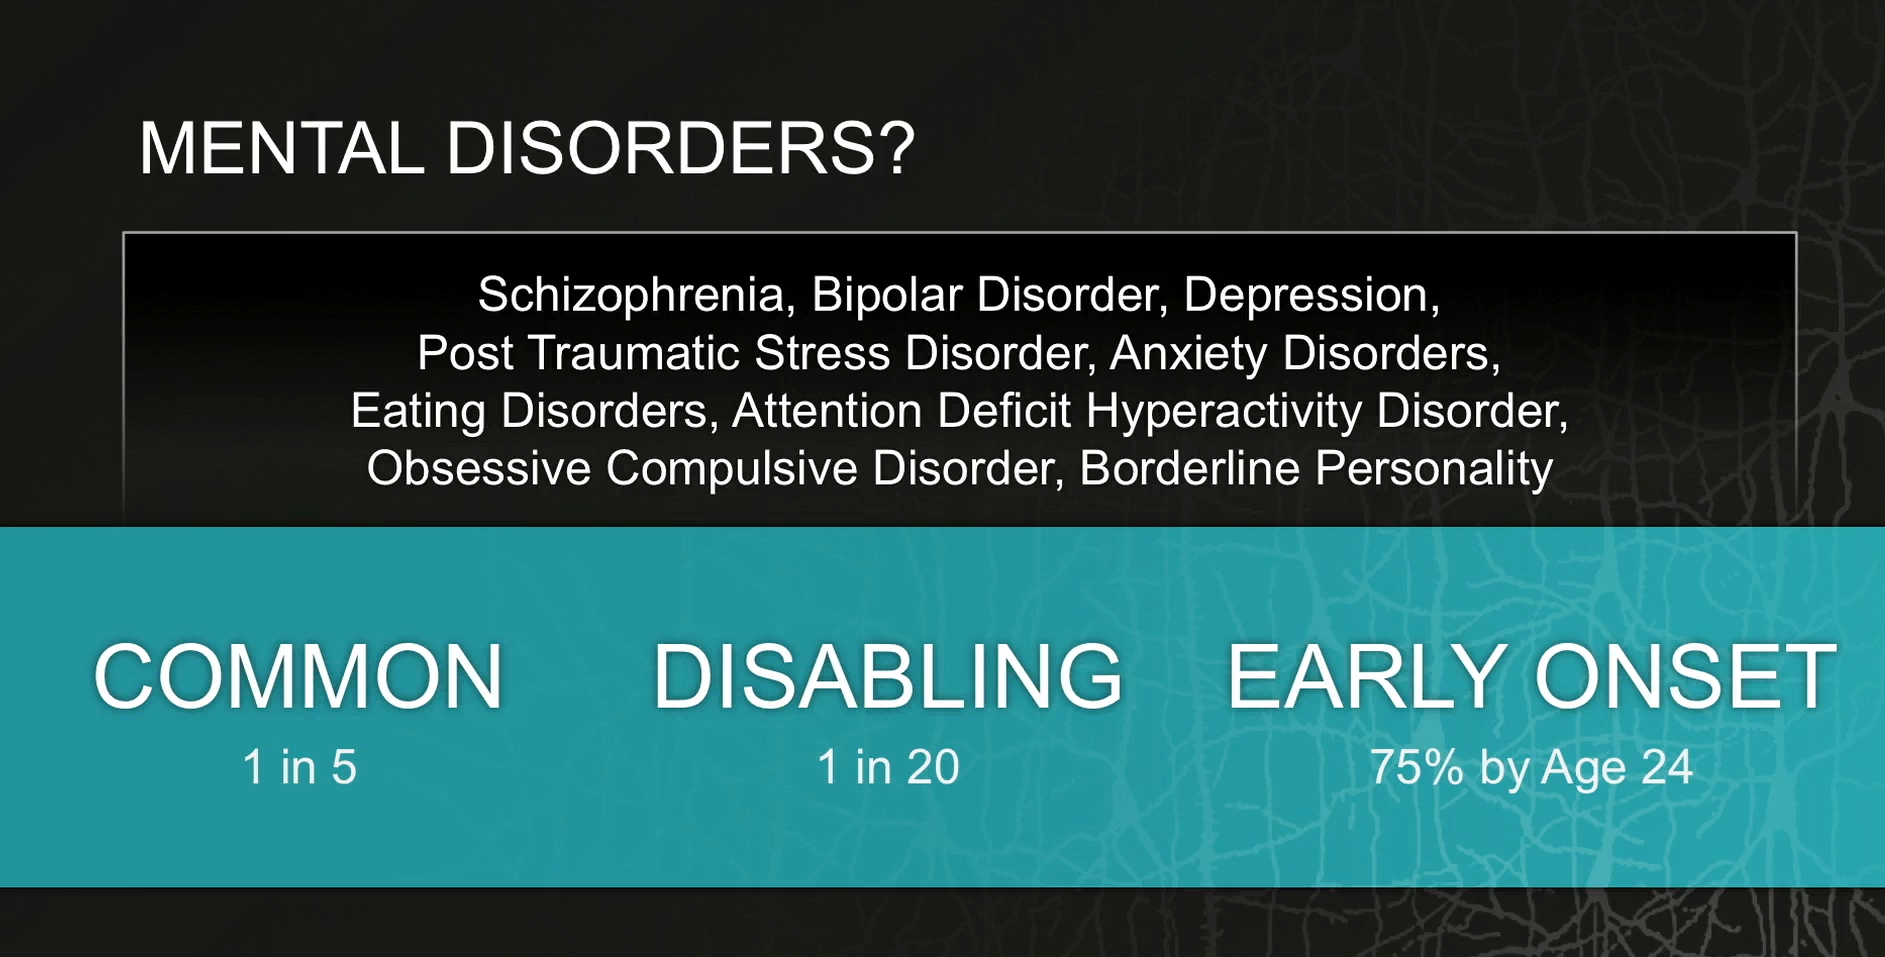 MENTAL DISORDERS?
Schizophrenia, Bipolar Disorder, Depression,
Post Traumatic Stress Disorder, Anxiety Disorders,
Eating Disorders, Attention Deficit Hyperactivity Disorder,
Obsessive Compulsive Disorder, Borderline Personality
COMMON
1 in 5
DISABLING
1 in 20
EARLY ONSET
75% by Age 24